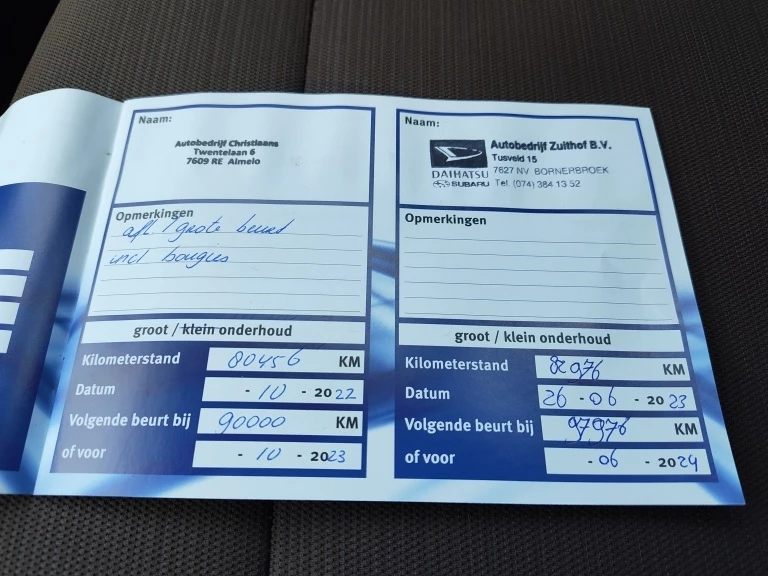 Naam:
Autobedrijf Christiaans
Twentelaan 6
7609 RE Almelo
Opmerkingen
afl / grote beurt
incl bougies
groot / klein onderhoud
Kilometerstand 80456 KM
Datum - 10 - 2022
Volgende beurt bij 90000 KM
of voor - 10 - 2023
Naam:
Autobedrijf Zuithof B.V.
Tusveld 15
DAIHATSU 7627 NV BORNERBROEK
SUBARU Tel. (074) 384 13 52
Opmerkingen
groot / klein onderhoud
Kilometerstand 82976 KM
Datum 26 - 06 - 2023
Volgende beurt bij 97976 KM
of voor - 06 - 2024